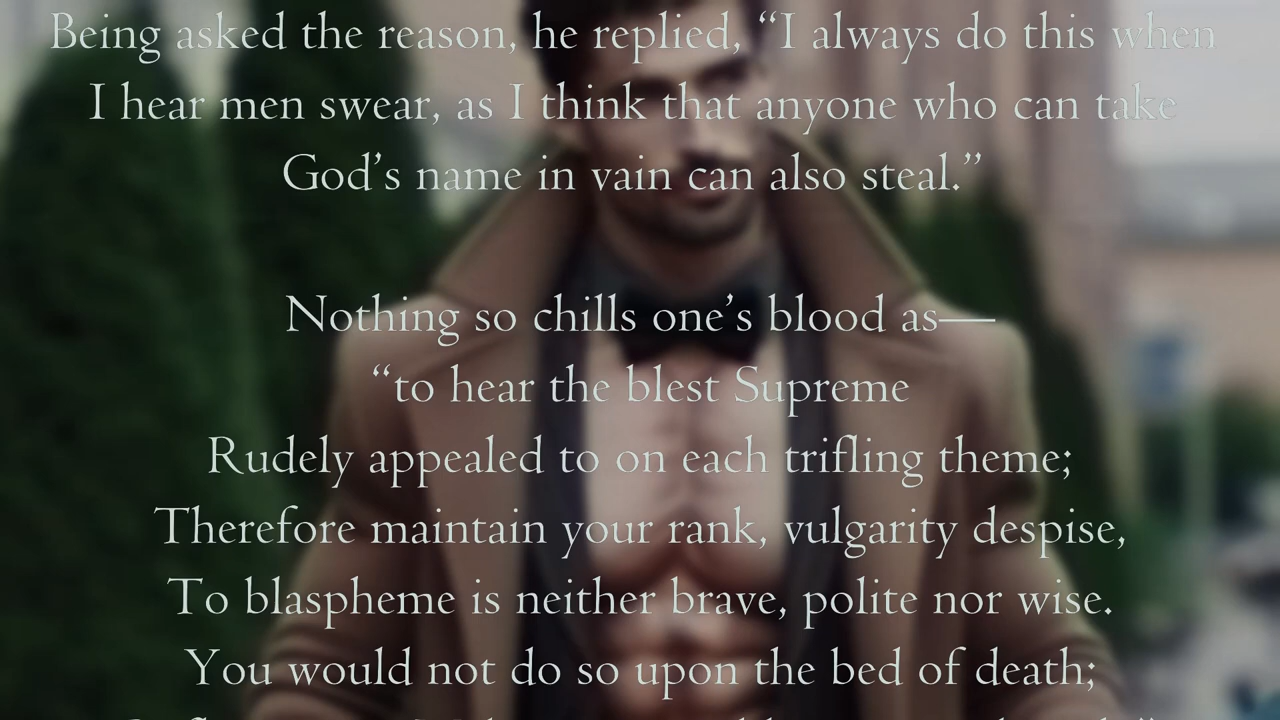 Being asked the reason, he replied, “I always do this when
I hear men swear, as I think that anyone who can take
God’s name in vain can also steal.”
Nothing so chills one’s blood as—
“to hear the blest Supreme
Rudely appealed to on each trifling theme;
Therefore maintain your rank, vulgarity despise,
To blaspheme is neither brave, polite nor wise.
You would not do so upon the bed of death;